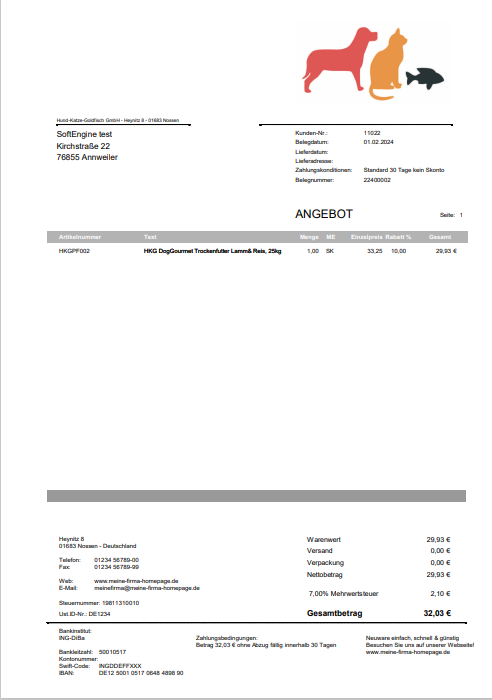 Hund-Katze-Goldfisch GmbH - Heynitz 8 - 01683 Nossen
SoftEngine test
Kirchstraße 22
76855 Annweiler
Kunden-Nr.: 11022
Belegdatum: 01.02.2024
Lieferdatum:
Lieferadresse:
Zahlungskonditionen: Standard 30 Tage kein Skonto
Belegnummer: 22400002
ANGEBOT Seite: 1
Artikelnummer Text Menge ME Einzelpreis Rabatt % Gesamt
HKGPF002 HKG DogGourmet Trockenfutter Lamm& Reis, 25kg 1,00 SK 33,25 10,00 29,93 €
Heynitz 8
01683 Nossen - Deutschland
Telefon: 01234 56789-00
Fax: 01234 56789-99
Web: www.meine-firma-homepage.de
E-Mail: meinefirma@meine-firma-homepage.de
Steuernummer: 19811310010
Ust.ID-Nr.: DE1234
Warenwert 29,93 €
Versand 0,00 €
Verpackung 0,00 €
Nettobetrag 29,93 €
7,00% Mehrwertsteuer 2,10 €
Gesamtbetrag 32,03 €
Bankinstitut:
ING-DiBa
Bankleitzahl: 50010517
Kontonummer:
Swift-Code: INGDDEFFXXX
IBAN: DE12 5001 0517 0648 4898 90
Zahlungsbedingungen:
Betrag 32,03 € ohne Abzug fällig innerhalb 30 Tagen
Neuware einfach, schnell & günstig
Besuchen Sie uns auf unserer Webseite!
www.meine-firma-homepage.de